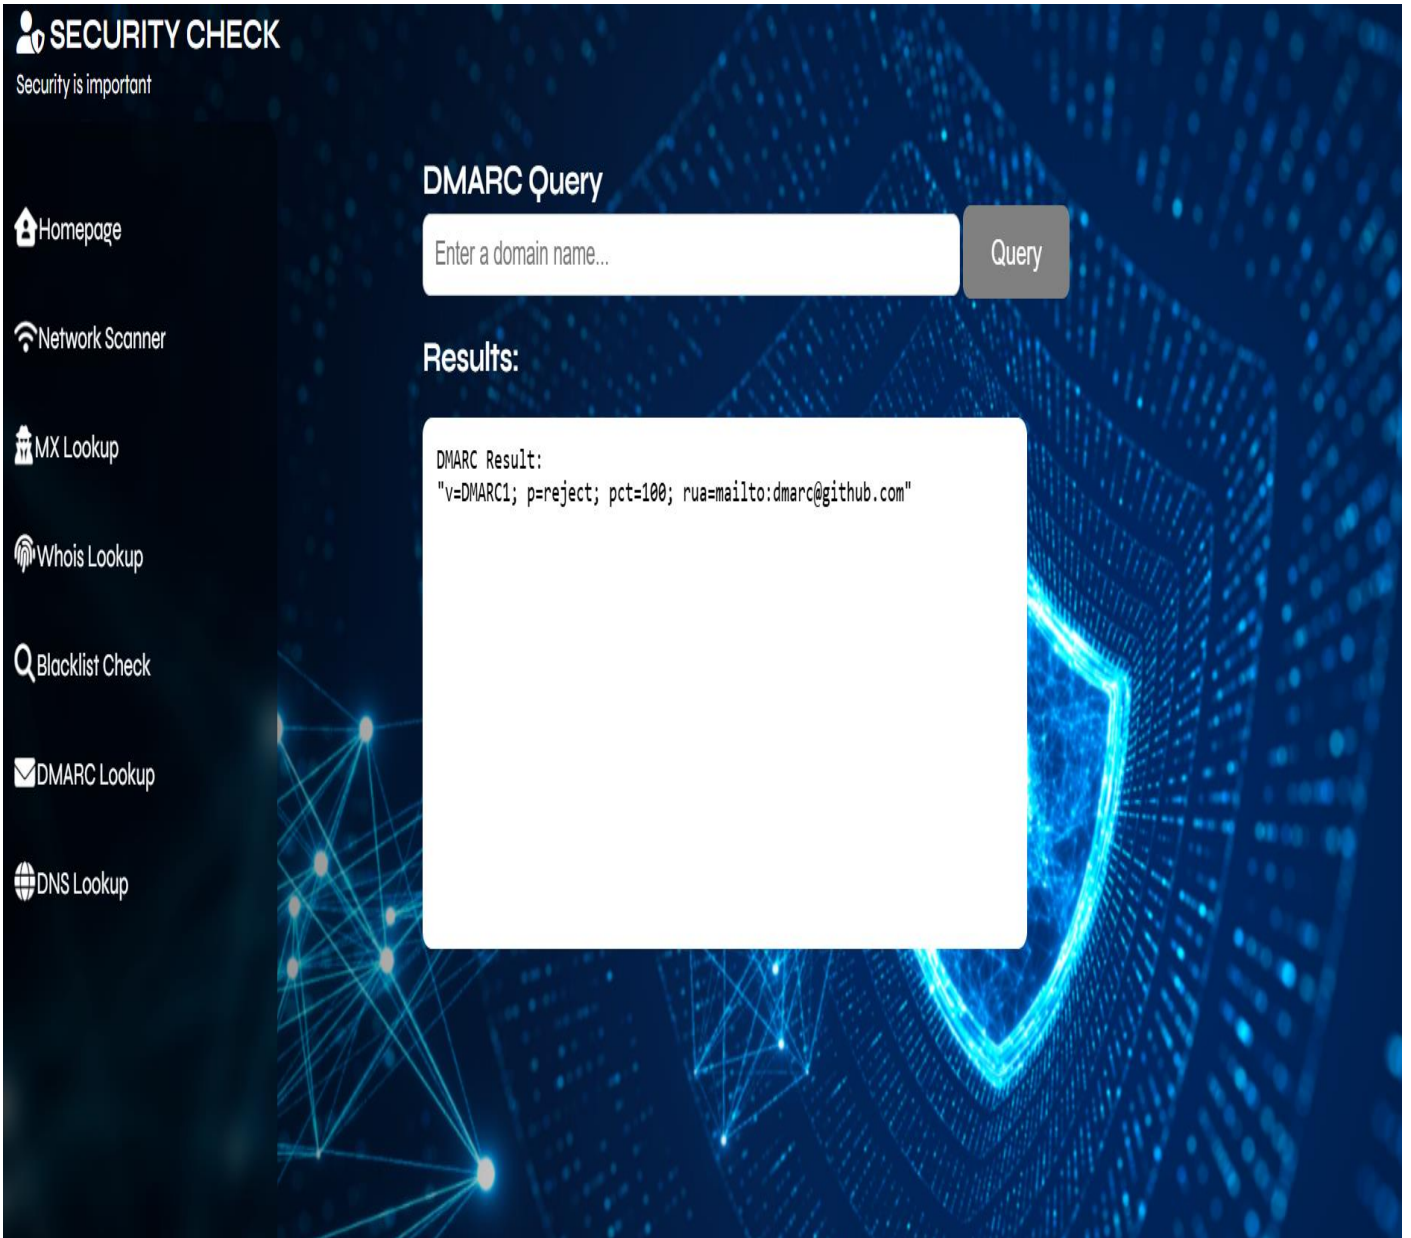 SECURITY CHECK
Security is important
Homepage
Network Scanner
MX Lookup
Whois Lookup
Blacklist Check
DMARC Lookup
DNS Lookup
DMARC Query
Enter a domain name...
Query
Results:
DMARC Result:
"v=DMARC1; p=reject; pct=100; rua=mailto:dmarc@github.com"